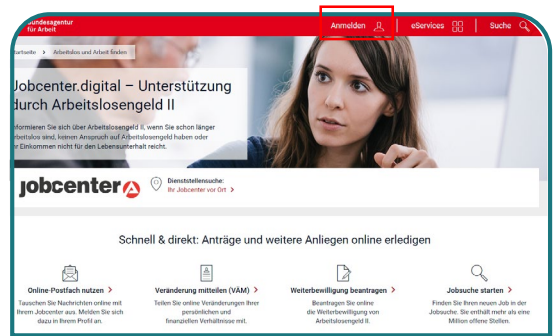 Bundesagentur
für Arbeit
Anmelden
eServices
Suche
Startseite > Arbeitslos und Arbeit finden
Jobcenter.digital – Unterstützung
durch Arbeitslosengeld II
Informieren Sie sich über Arbeitslosengeld II, wenn Sie schon länger
arbeitslos sind, keinen Anspruch auf Arbeitslosengeld haben oder
Ihr Einkommen nicht für den Lebensunterhalt reicht.
jobcenter
Dienststellensuche:
Ihr Jobcenter vor Ort >
Schnell & direkt: Anträge und weitere Anliegen online erledigen
Online-Postfach nutzen >
Tauschen Sie Nachrichten online mit
Ihrem Jobcenter aus. Melden Sie sich
dazu in Ihrem Profil an.
Veränderung mitteilen (VÄM) >
Teilen Sie online Veränderungen Ihrer
persönlichen und
finanziellen Verhältnisse mit.
Weiterbewilligung beantragen >
Beantragen Sie online
die Weiterbewilligung von
Arbeitslosengeld II.
Jobsuche starten >
Finden Sie Ihren neuen Job in der
Jobsuche. Sie enthält mehr als eine
Million offene Stellen.